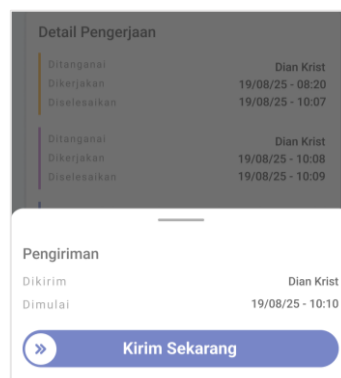 Detail Pengerjaan
Ditanganai Dian Krist
Dikerjakan 19/08/25 - 08:20
Diselesaikan 19/08/25 - 10:07
Ditanganai Dian Krist
Dikerjakan 19/08/25 - 10:08
Diselesaikan 19/08/25 - 10:09
Pengiriman
Dikirim Dian Krist
Dimulai 19/08/25 - 10:10
Kirim Sekarang